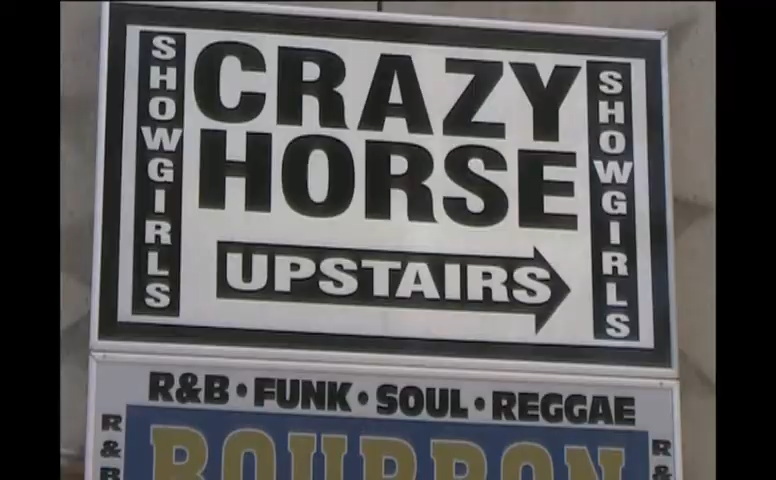 SHOWGIRLS
CRAZY
HORSE
UPSTAIRS
SHOWGIRLS
R&B • FUNK • SOUL • REGGAE
R&B
BOURBON
R&